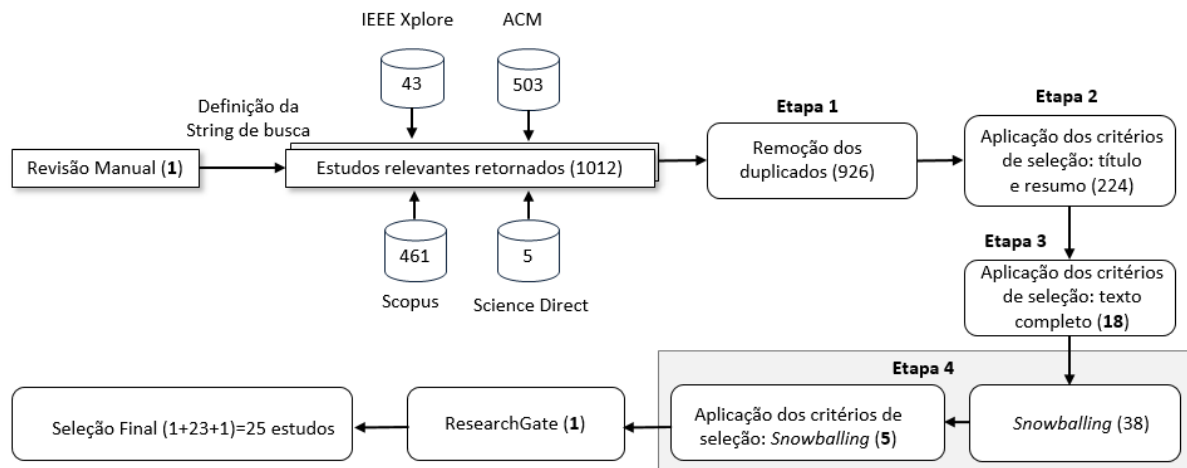 IEEE Xplore
ACM
43
503
Definição da
String de busca
Revisão Manual (1)
Estudos relevantes retornados (1012)
461
5
Scopus
Science Direct
Etapa 1
Remoção dos
duplicados (926)
Etapa 2
Aplicação dos critérios
de seleção: título
e resumo (224)
Etapa 3
Aplicação dos critérios
de seleção: texto
completo (18)
Etapa 4
Snowballing (38)
Aplicação dos critérios de
seleção: Snowballing (5)
ResearchGate (1)
Seleção Final (1+23+1)=25 estudos